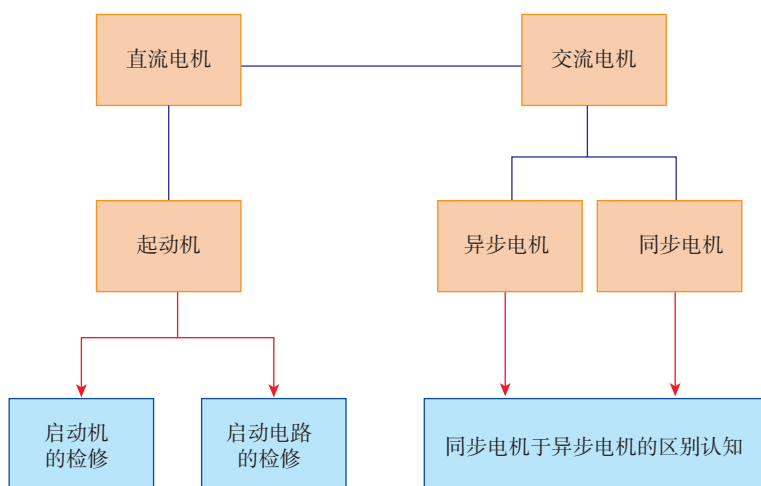 直流电机
交流电机
起动机
异步电机
同步电机
启动机
的检修
启动电路
的检修
同步电机于异步电机的区别认知